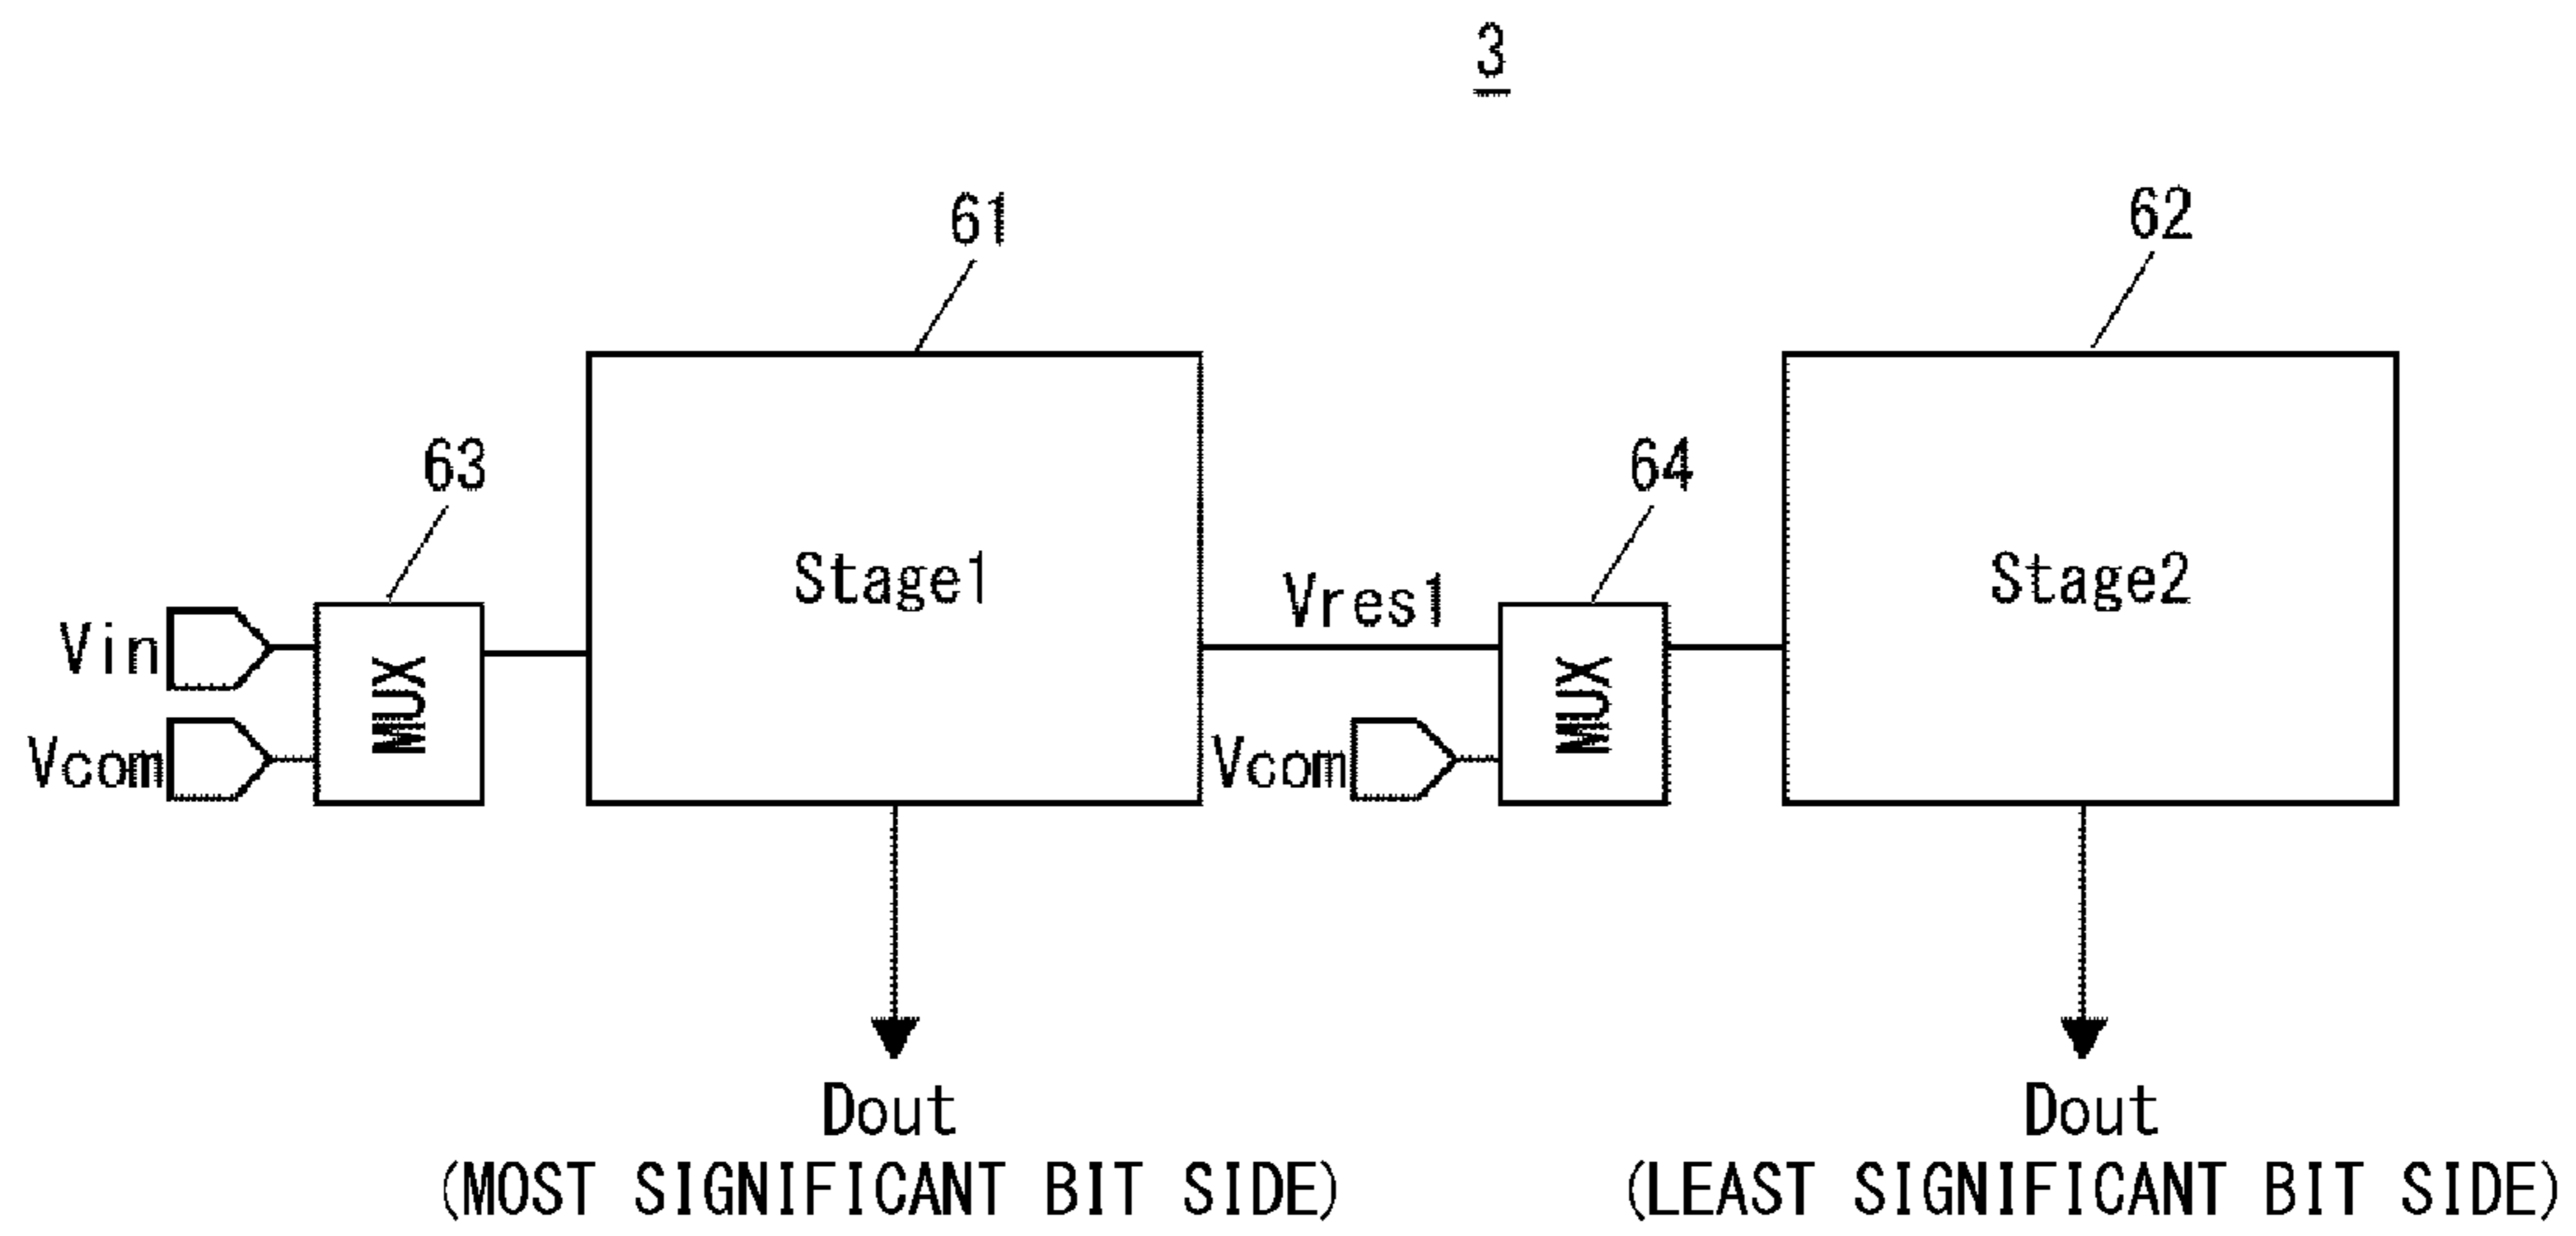 3
61
62
63
64
Stage1
Stage2
Vres1
Vin
MUX
MUX
Vcom
Vcom
Dout
(MOST SIGNIFICANT BIT SIDE)
Dout
(LEAST SIGNIFICANT BIT SIDE)